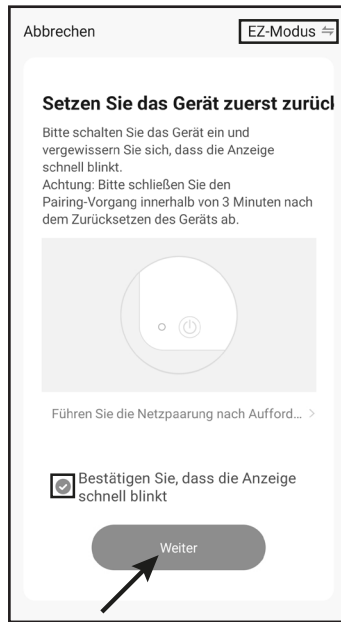 Abbrechen EZ-Modus
Setzen Sie das Gerät zuerst zurück
Bitte schalten Sie das Gerät ein und
vergewissern Sie sich, dass die Anzeige
schnell blinkt.
Achtung: Bitte schließen Sie den
Pairing-Vorgang innerhalb von 3 Minuten nach
dem Zurücksetzen des Geräts ab.
Führen Sie die Netzpaarung nach Aufford... >
Bestätigen Sie, dass die Anzeige
schnell blinkt
Weiter